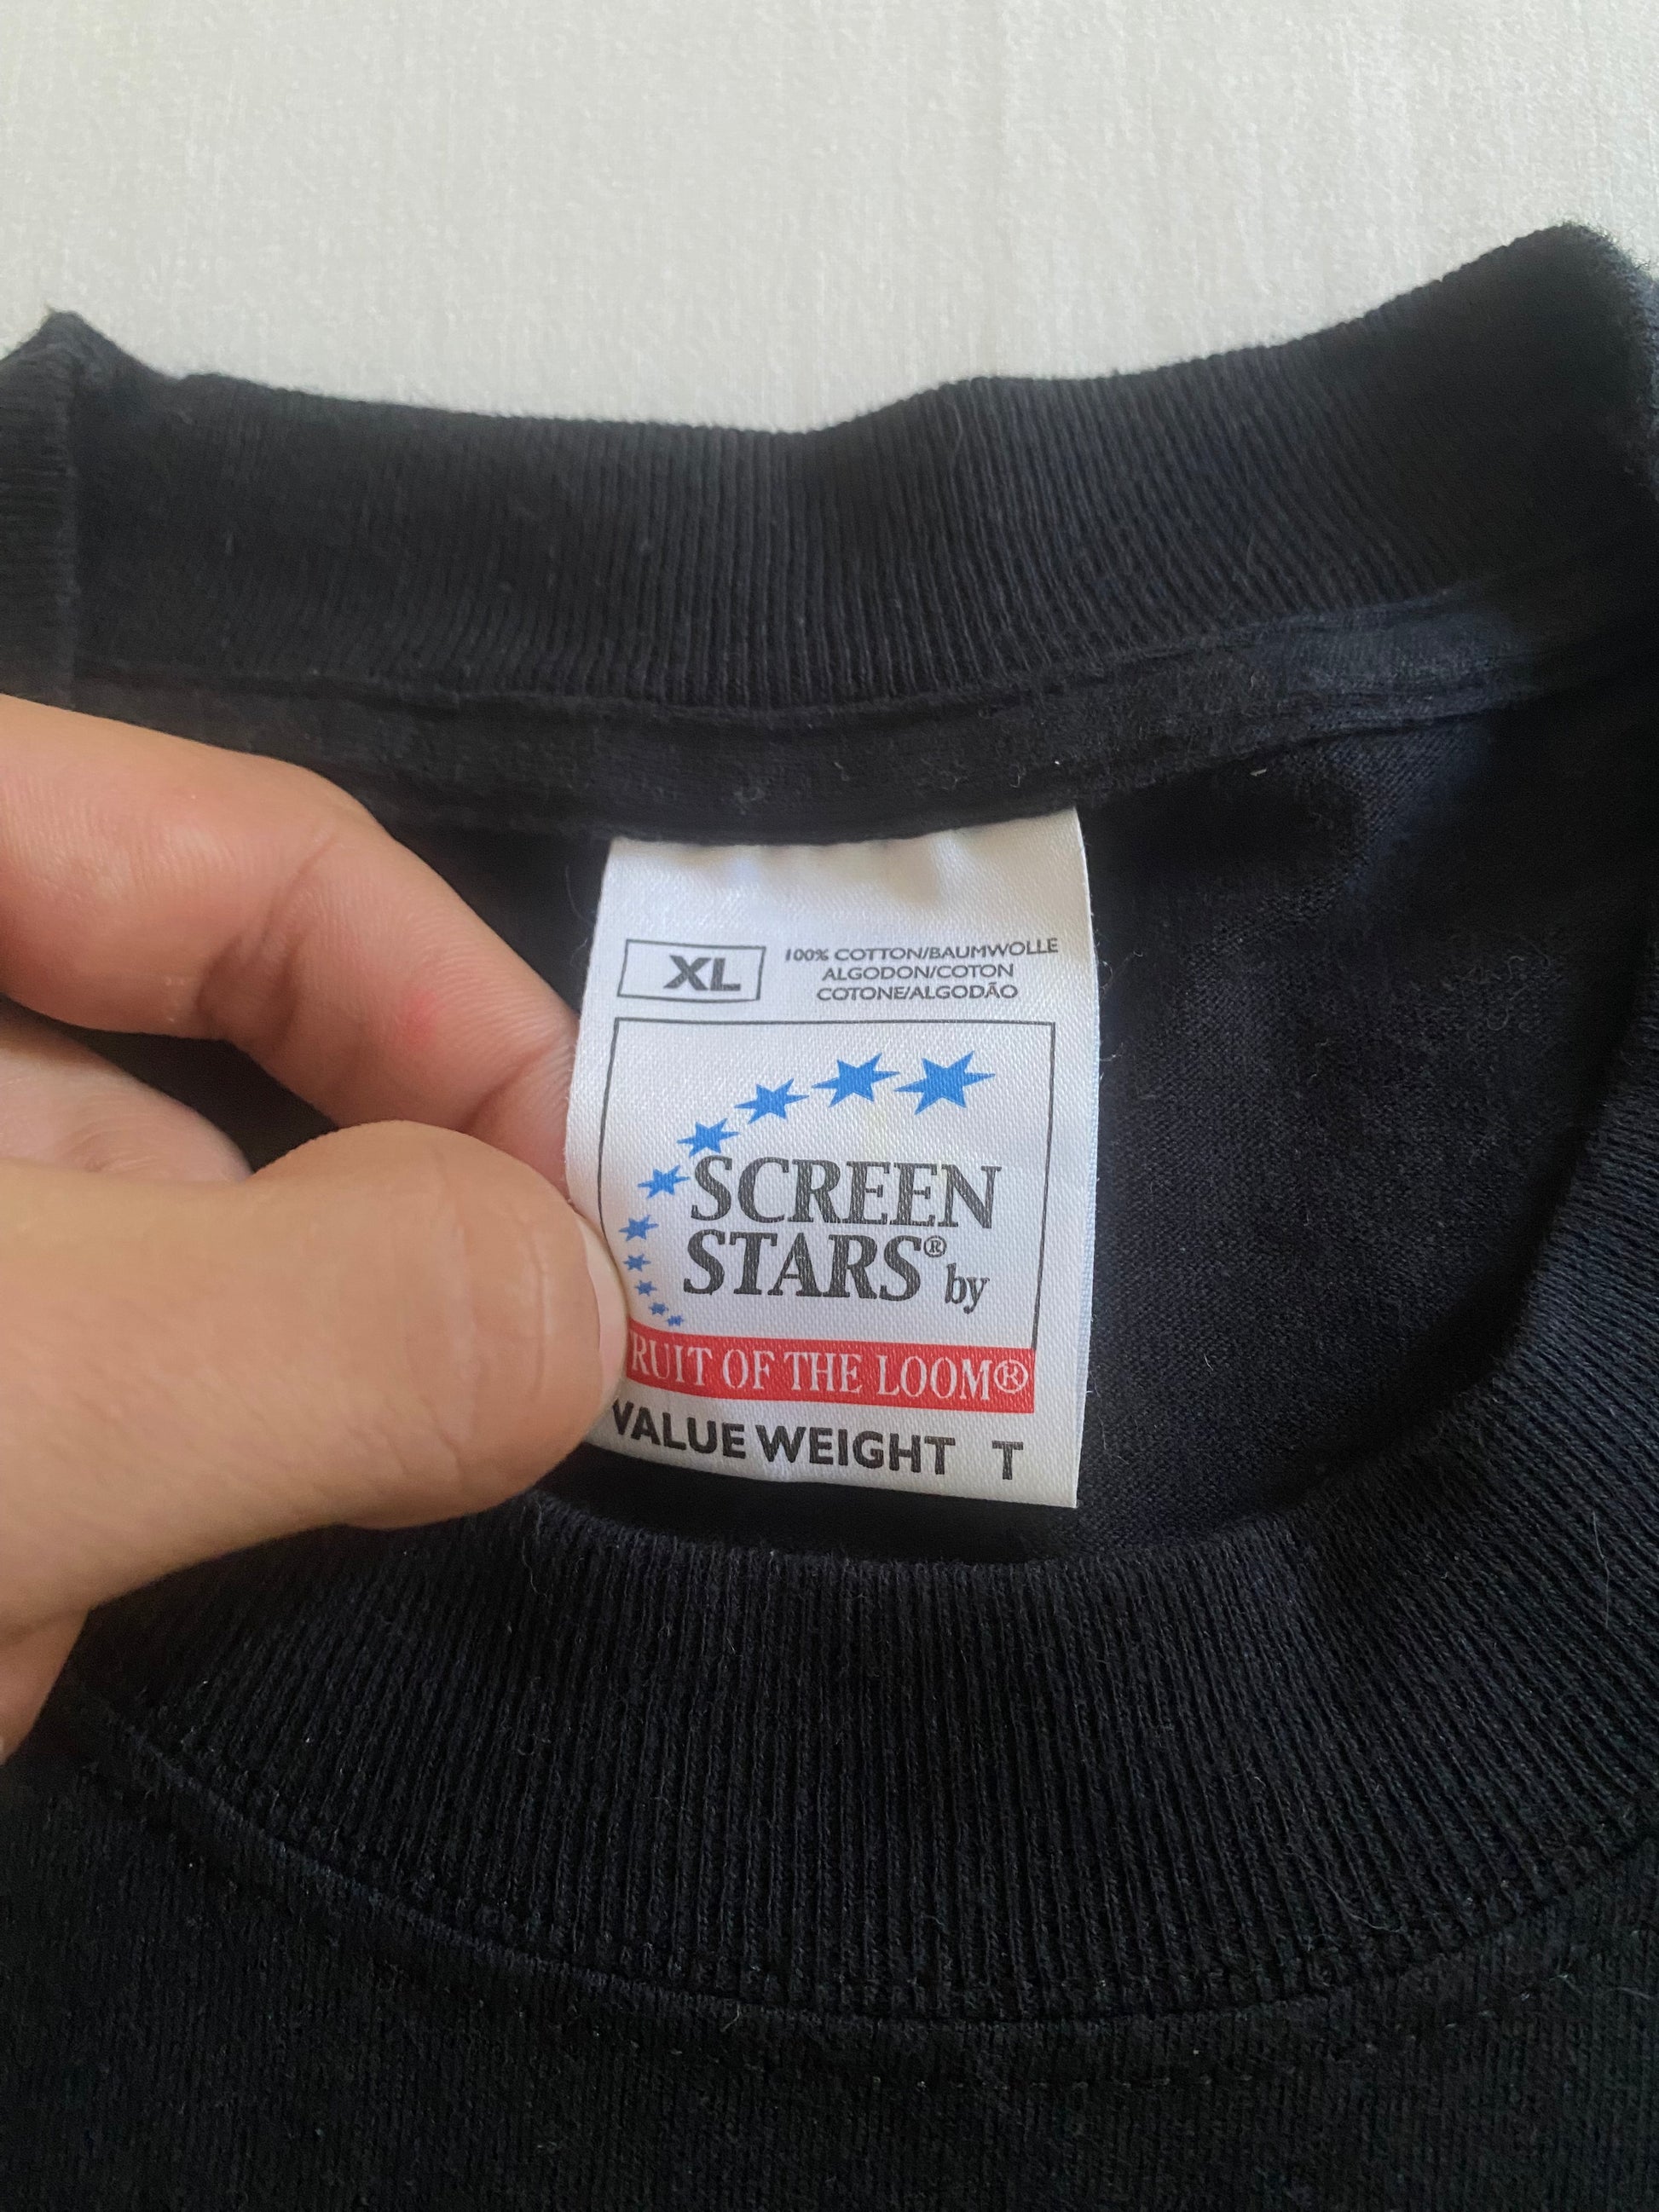 XL
100% COTTON/BAUMWOLLE
ALGODON/COTON
COTONE/ALGODÃO
SCREEN
STARS® by
RUIT OF THE LOOM®
VALUE WEIGHT T